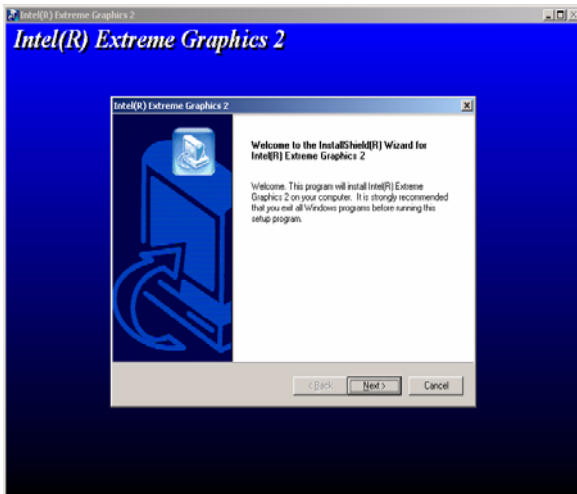 Intel(R) Extreme Graphics 2
Intel(R) Extreme Graphics 2
Intel(R) Extreme Graphics 2
Welcome to the InstallShield(R) Wizard for
Intel(R) Extreme Graphics 2
Welcome. This program will install Intel(R) Extreme
Graphics 2 on your computer. It is strongly recommended
that you exit all Windows programs before running this
setup program.
< Back Next > Cancel